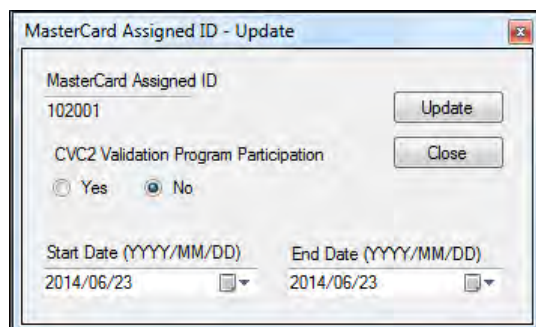 MasterCard Assigned ID - Update
MasterCard Assigned ID
102001
Update
CVC2 Validation Program Participation
Close
Yes No
Start Date (YYYY/MM/DD) End Date (YYYY/MM/DD)
2014/06/23 2014/06/23